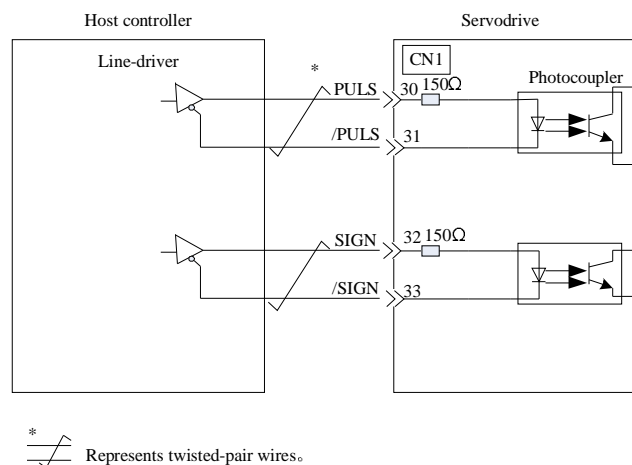 Host controller
Servodrive
Line-driver
CN1
Photocoupler
*
PULS
30
150Ω
/PULS
31
SIGN
32
150Ω
/SIGN
33
*
Represents twisted-pair wires。